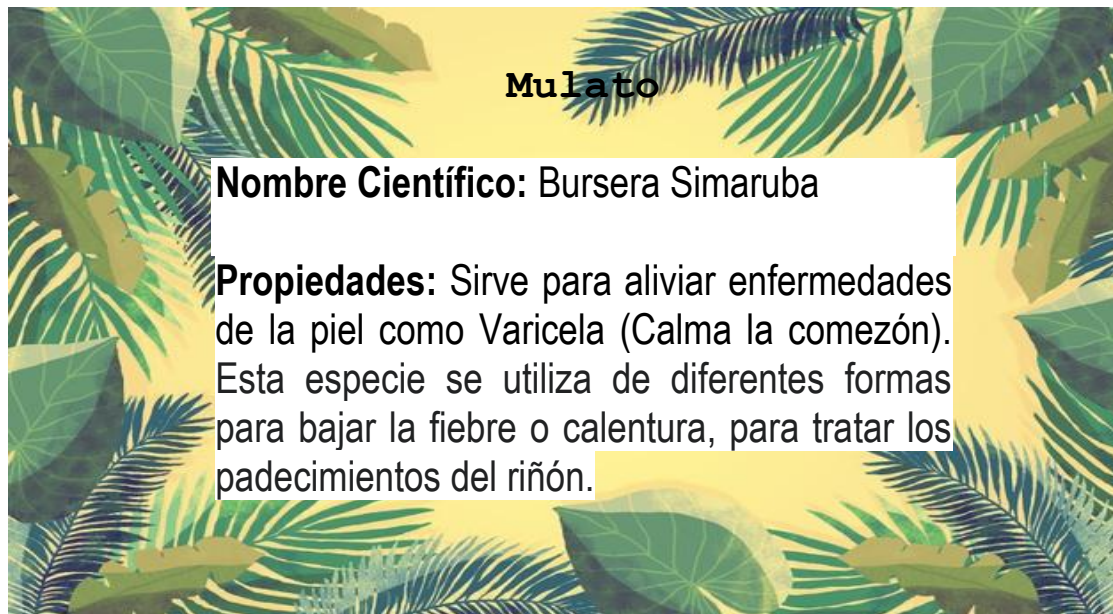 Mulato
Nombre Científico: Bursera Simaruba
Propiedades: Sirve para aliviar enfermedades
de la piel como Varicela (Calma la comezón).
Esta especie se utiliza de diferentes formas
para bajar la fiebre o calentura, para tratar los
padecimientos del riñón.